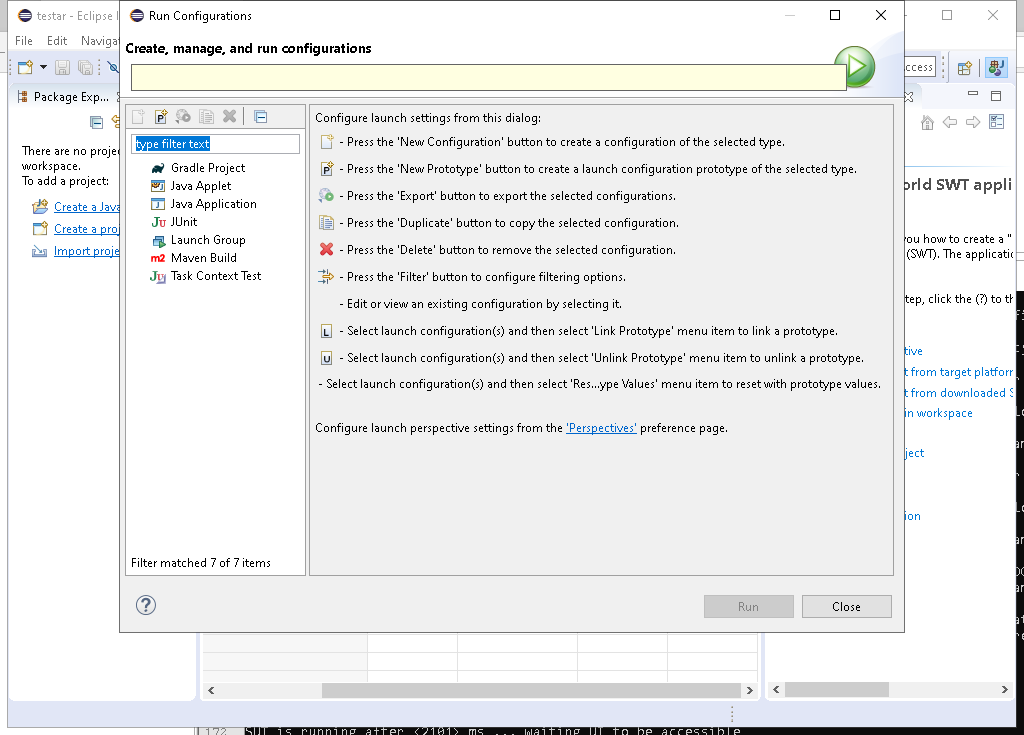 testar - Eclipse
Run Configurations
File Edit Navigat
Create, manage, and run configurations
ccess
Package Exp...
type filter text
Gradle Project
Java Applet
Java Application
JUnit
Launch Group
Maven Build
Task Context Test
Filter matched 7 of 7 items
Configure launch settings from this dialog:
- Press the 'New Configuration' button to create a configuration of the selected type.
- Press the 'New Prototype' button to create a launch configuration prototype of the selected type.
- Press the 'Export' button to export the selected configurations.
- Press the 'Duplicate' button to copy the selected configuration.
- Press the 'Delete' button to remove the selected configuration.
- Press the 'Filter' button to configure filtering options.
- Edit or view an existing configuration by selecting it.
- Select launch configuration(s) and then select 'Link Prototype' menu item to link a prototype.
- Select launch configuration(s) and then select 'Unlink Prototype' menu item to unlink a prototype.
- Select launch configuration(s) and then select 'Res...ype Values' menu item to reset with prototype values.
Configure launch perspective settings from the 'Perspectives' preference page.
Run
Close
There are no proje
workspace.
To add a project:
Create a Java
Create a proj
Import proje
orld SWT appli
you how to create a "
(SWT). The applicatio
tep, click the (?) to th
tive
t from target platform
t from downloaded S
in workspace
ject
ion
172 SUT is running after <2101> ms ... waiting UI to be accessible